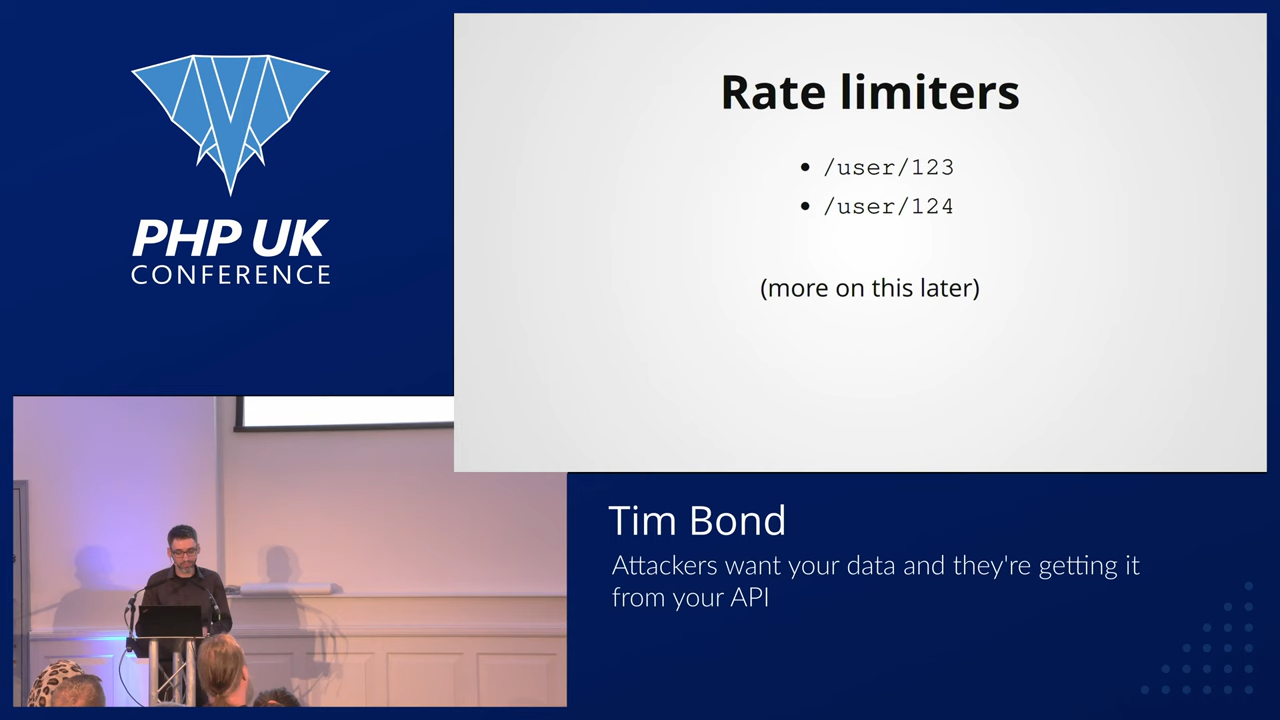 PHP UK
CONFERENCE
Rate limiters
• /user/123
• /user/124
(more on this later)
Tim Bond
Attackers want your data and they're getting it
from your API